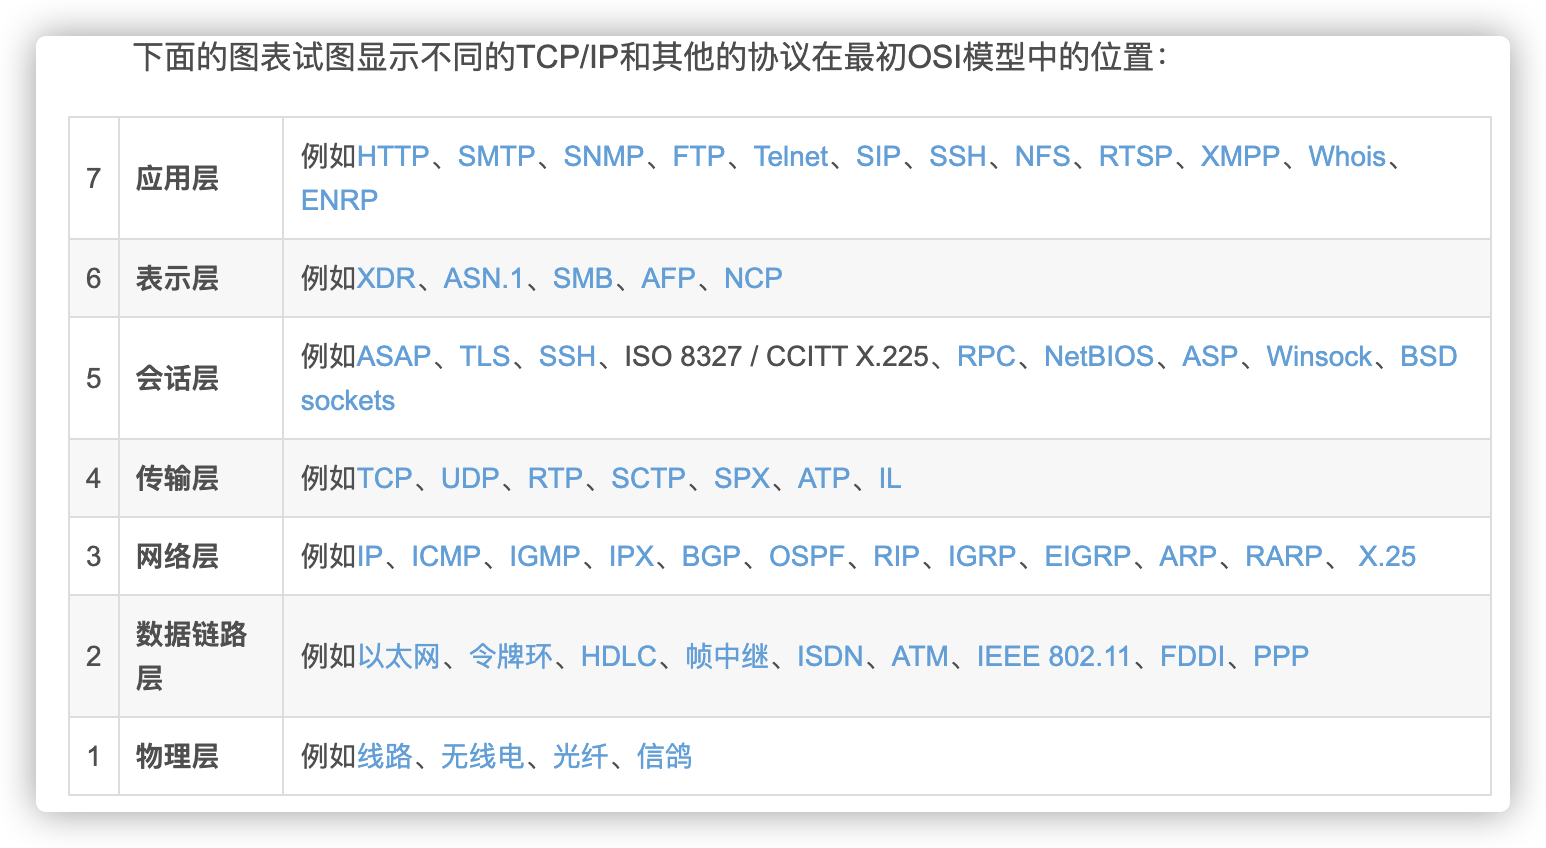 下面的图表试图显示不同的TCP/IP和其他的协议在最初OSI模型中的位置：
7 应用层 例如HTTP、SMTP、SNMP、FTP、Telnet、SIP、SSH、NFS、RTSP、XMPP、Whois、
ENRP
6 表示层 例如XDR、ASN.1、SMB、AFP、NCP
5 会话层 例如ASAP、TLS、SSH、ISO 8327 / CCITT X.225、RPC、NetBIOS、ASP、Winsock、BSD
sockets
4 传输层 例如TCP、UDP、RTP、SCTP、SPX、ATP、IL
3 网络层 例如IP、ICMP、IGMP、IPX、BGP、OSPF、RIP、IGRP、EIGRP、ARP、RARP、 X.25
2 数据链路
层 例如以太网、令牌环、HDLC、帧中继、ISDN、ATM、IEEE 802.11、FDDI、PPP
1 物理层 例如线路、无线电、光纤、信鸽